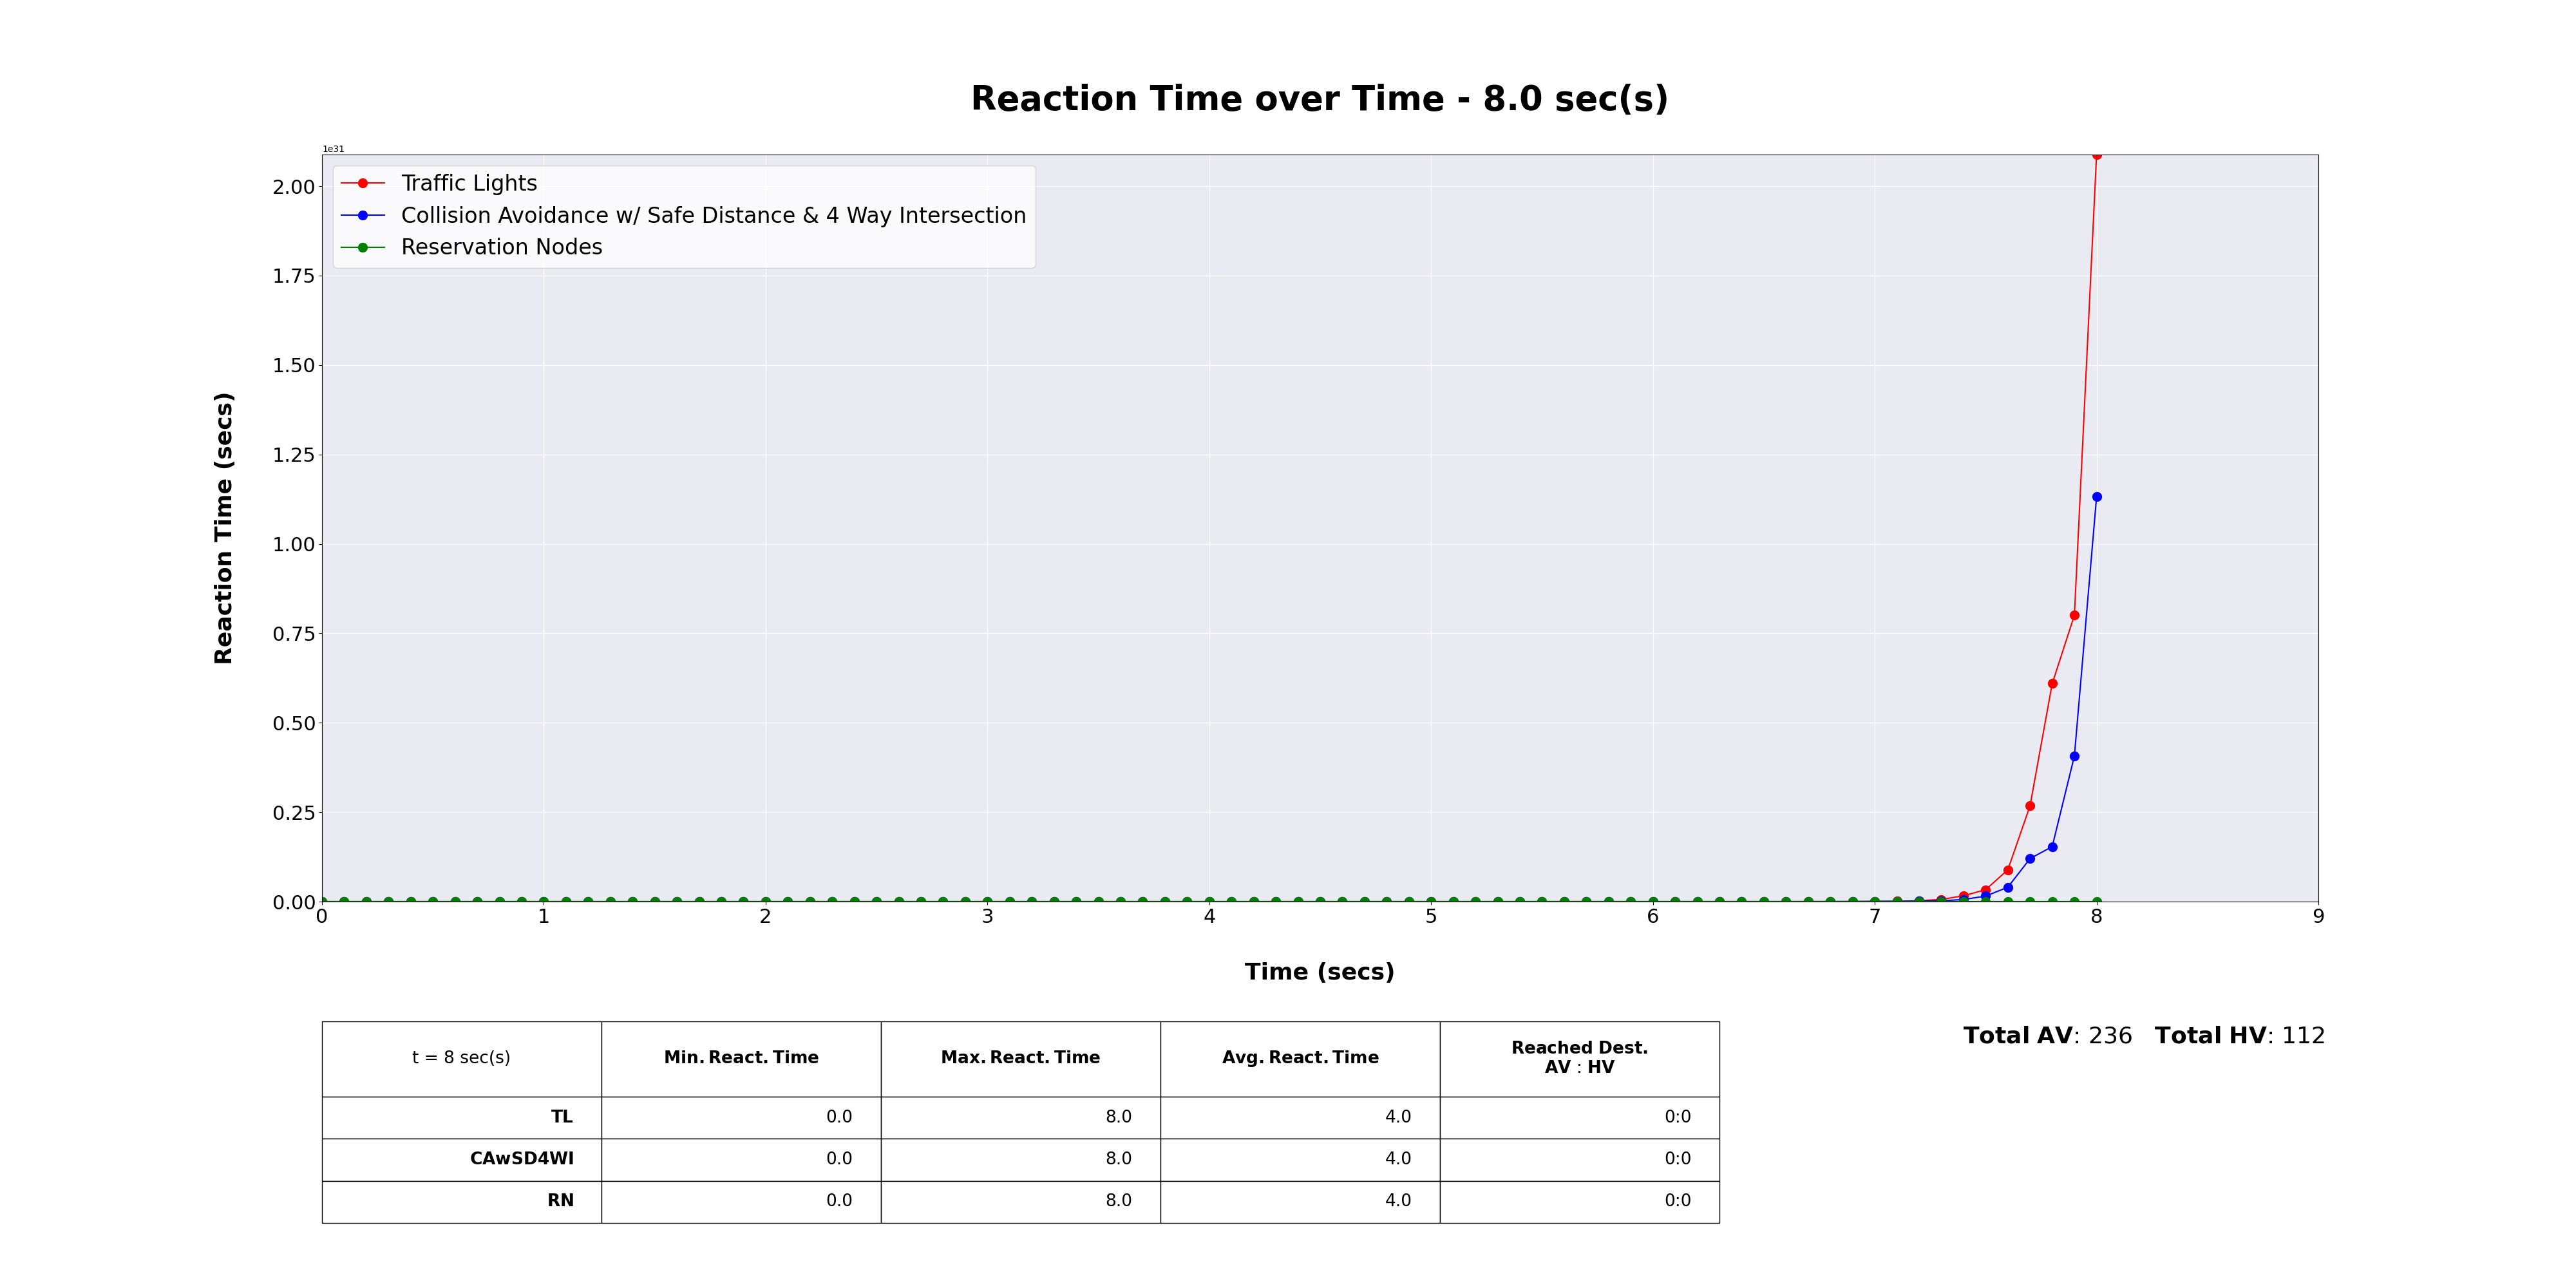 Reaction Time over Time - 8.0 sec(s)
1e31
2.00
1.75
1.50
1.25
1.00
0.75
0.50
0.25
0.00
Reaction Time (secs)
Traffic Lights
Collision Avoidance w/ Safe Distance & 4 Way Intersection
Reservation Nodes
0 1 2 3 4 5 6 7 8 9
Time (secs)
t = 8 sec(s) Min. React. Time Max. React. Time Avg. React. Time Reached Dest.
AV : HV
TL 0.0 8.0 4.0 0:0
CAwSD4WI 0.0 8.0 4.0 0:0
RN 0.0 8.0 4.0 0:0
Total AV: 236 Total HV: 112